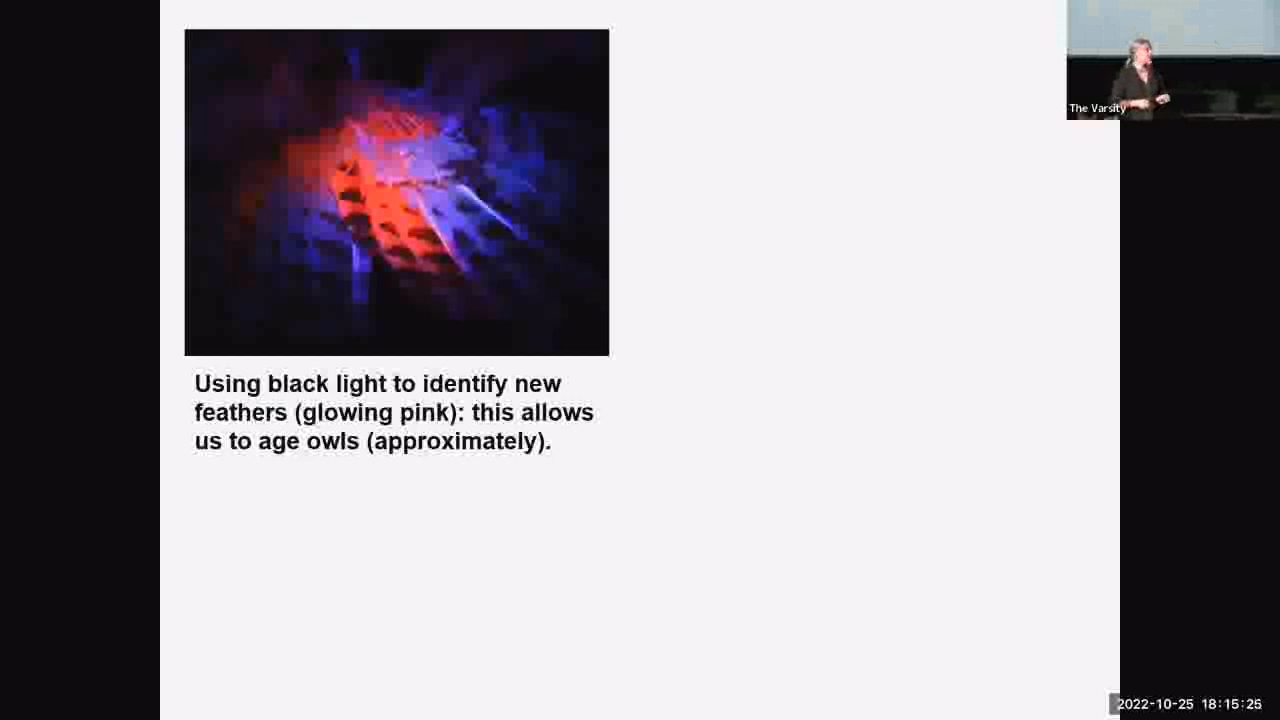 The Varsity
Using black light to identify new
feathers (glowing pink): this allows
us to age owls (approximately).
2022-10-25 18:15:25